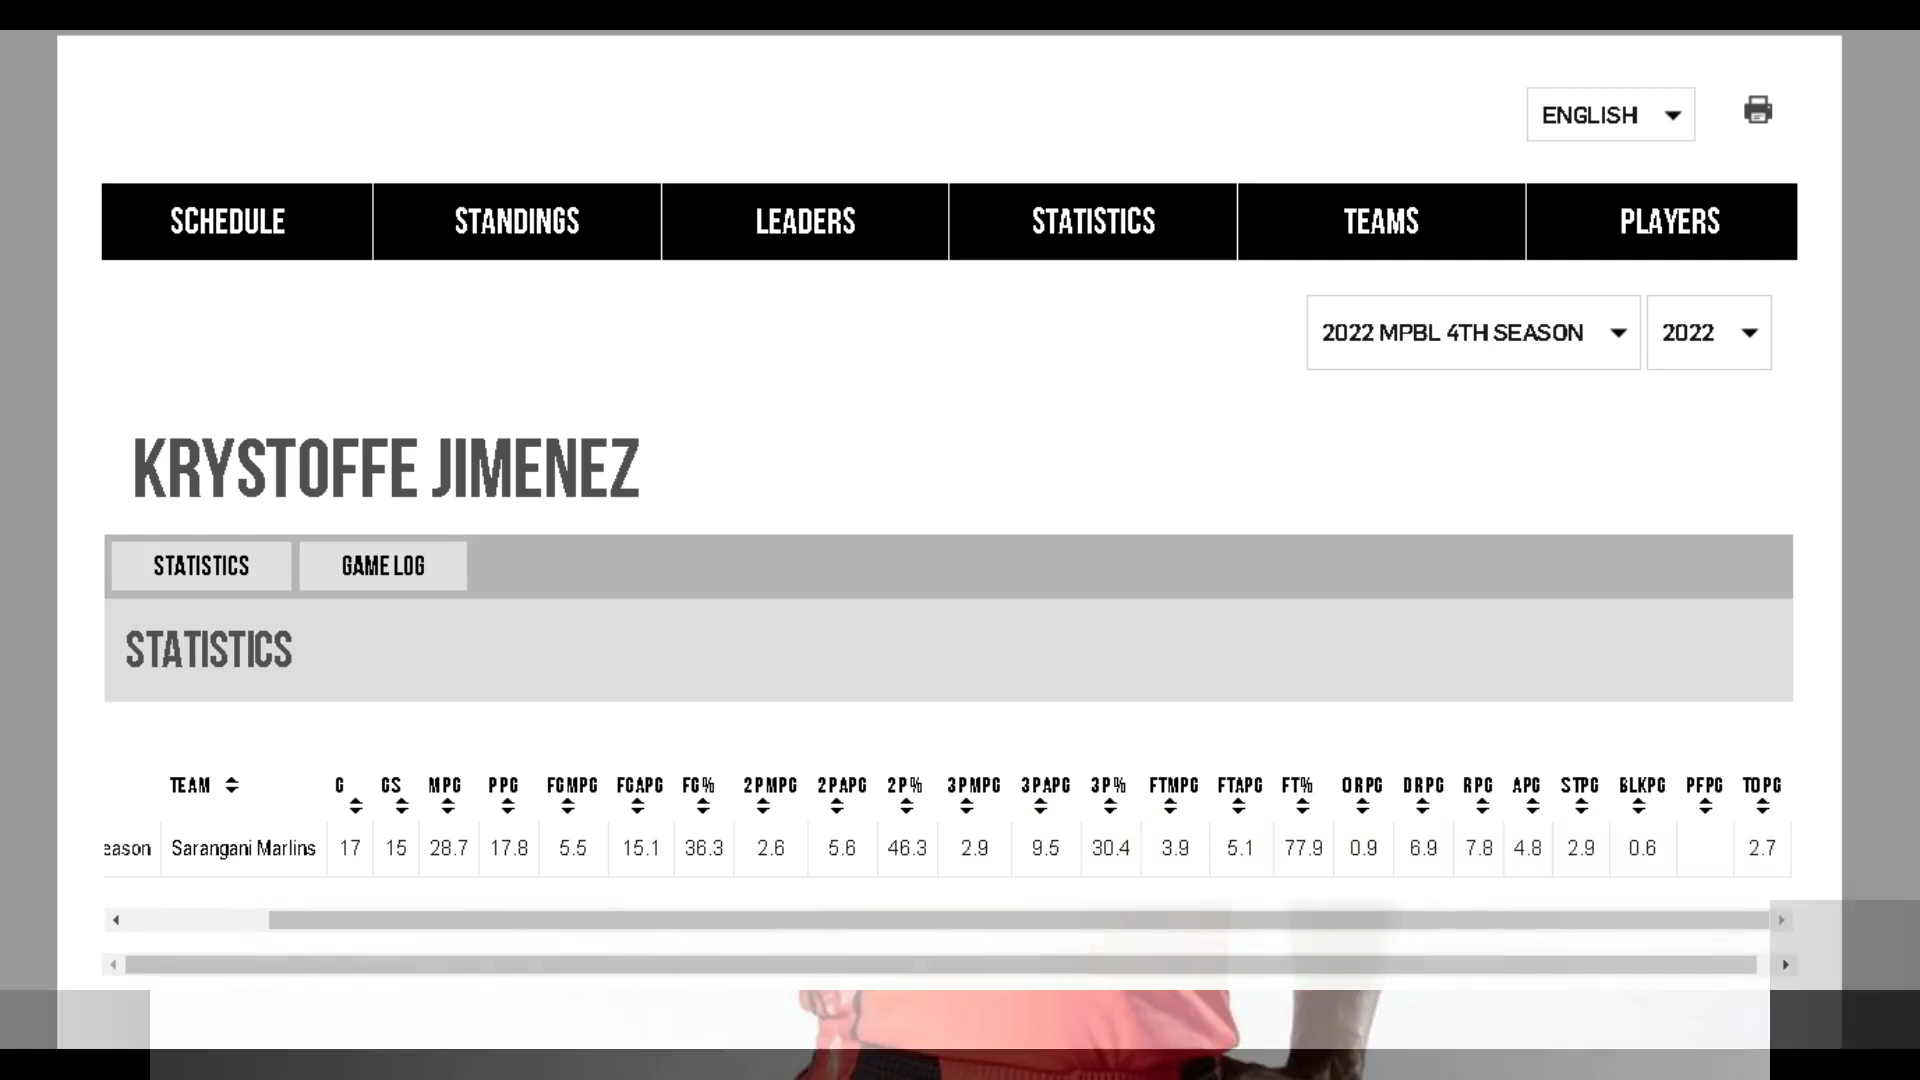 ENGLISH
SCHEDULE STANDINGS LEADERS STATISTICS TEAMS PLAYERS
2022 MPBL 4TH SEASON 2022
KRYSTOFFE JIMENEZ
STATISTICS GAME LOG
STATISTICS
TEAM G GS MPG PPG FGMPG FGAPG FG% 2PMPG 2PAPG 2P% 3PMPG 3PAPG 3P% FTMPG FTAPG FT% ORPG DRPG RPG APG STPG BLKPG PFPG TOPG
eason Sarangani Marlins 17 15 28.7 17.8 5.5 15.1 36.3 2.6 5.6 46.3 2.9 9.5 30.4 3.9 5.1 77.9 0.9 6.9 7.8 4.8 2.9 0.6 2.7